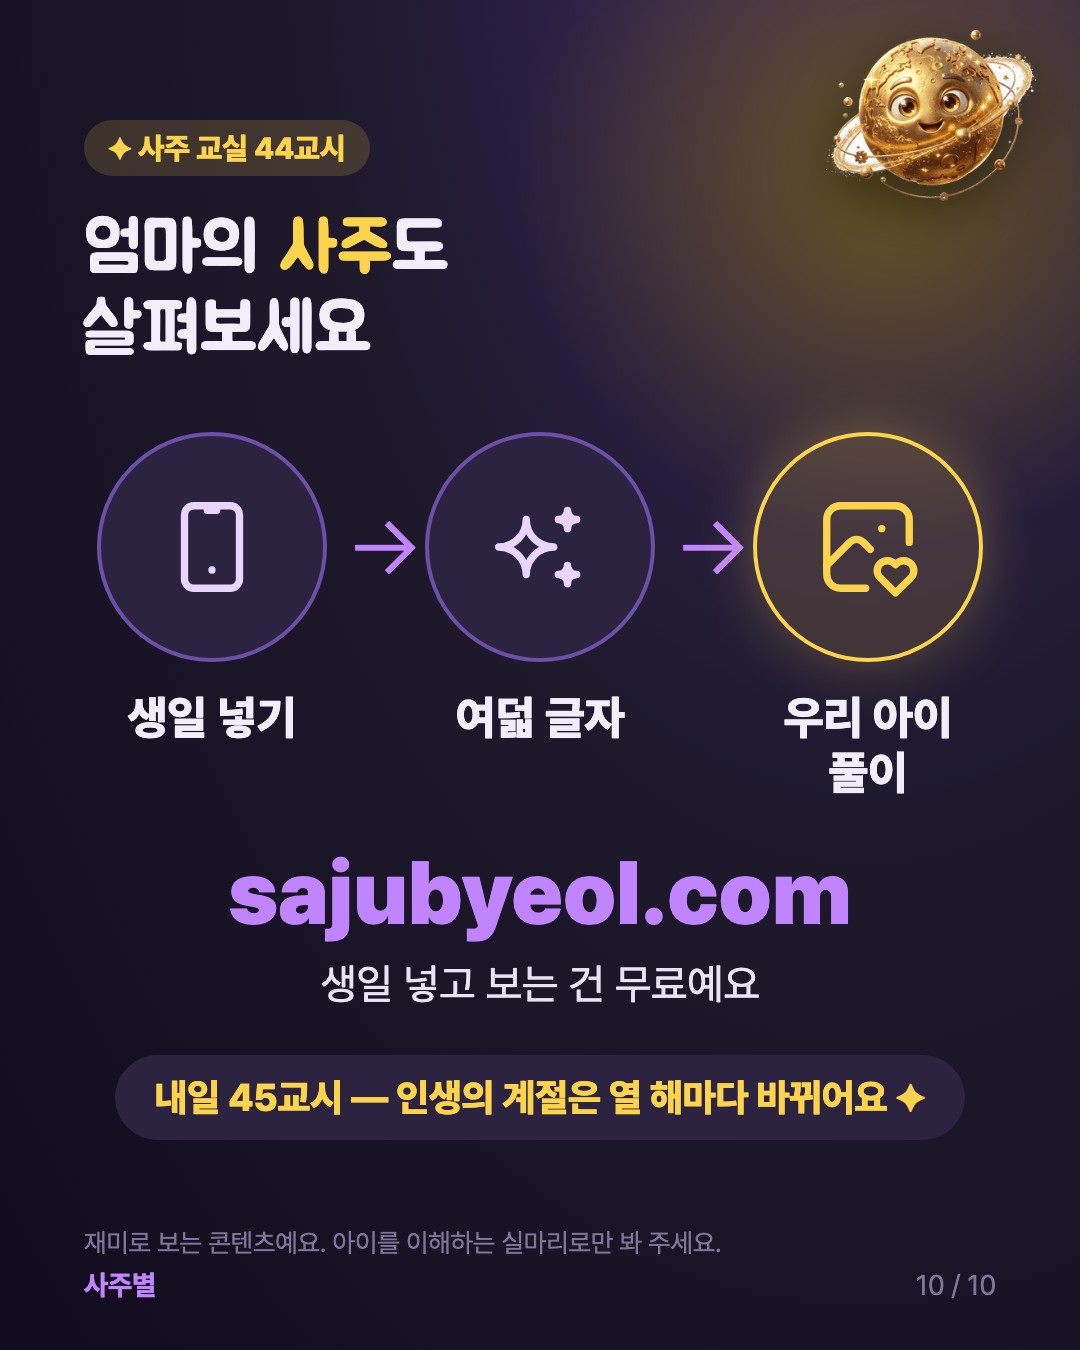 ✦ 사주 교실 44교시
엄마의 사주도
살펴보세요
생일 넣기
여덟 글자
우리 아이
풀이
sajubyeol.com
생일 넣고 보는 건 무료예요
내일 45교시 — 인생의 계절은 열 해마다 바뀌어요 ✦
재미로 보는 콘텐츠예요. 아이를 이해하는 실마리로만 봐 주세요.
사주별
10 / 10